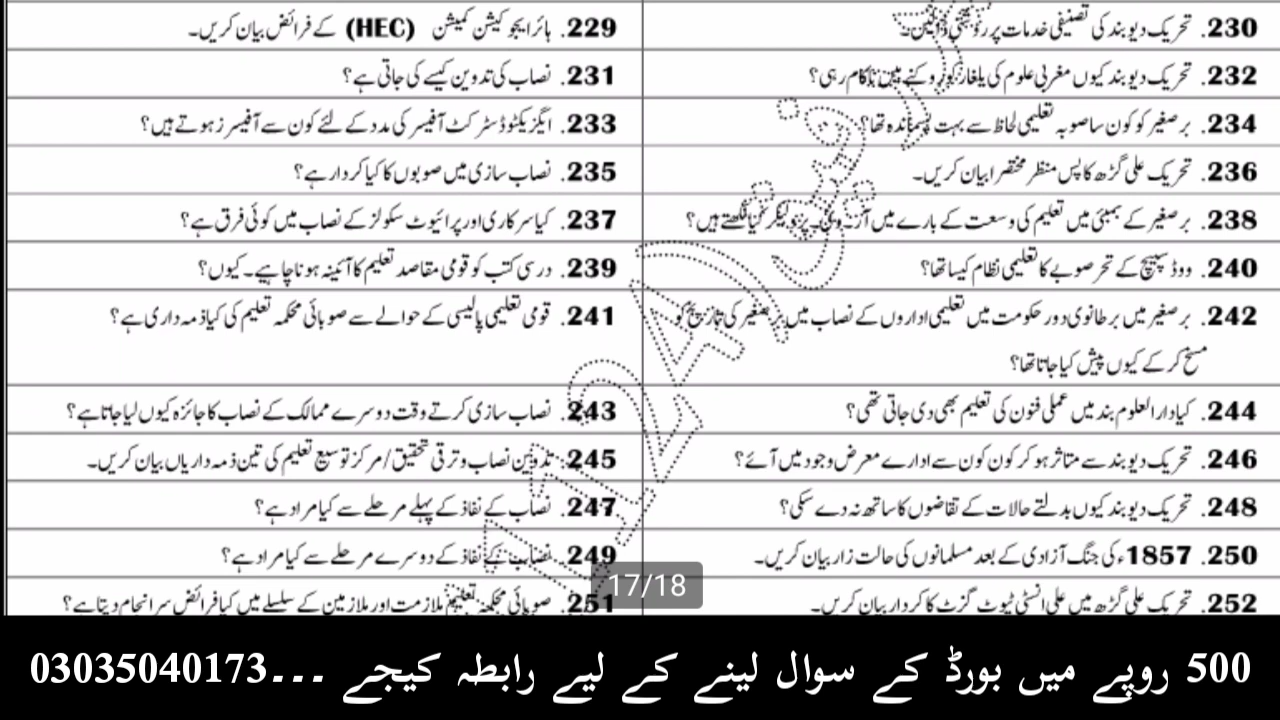 229. ہائر ایجوکیشن کمیشن (HEC) کے فرائض بیان کریں۔
230. تحریک دیوبند کی تصنیفی خدمات پر روشنی ڈالیں۔
231. نصاب کی تدوین کیسے کی جاتی ہے؟
232. تحریک دیوبند کیوں مغربی علوم کی یلغار کو روکنے میں ناکام رہی؟
233. ایگزیکٹو ڈسٹرکٹ آفیسر کی مدد کے لئے کون سے آفیسرز ہوتے ہیں؟
234. برصغیر کو کون سا صوبہ تعلیمی لحاظ سے بہت پسماندہ تھا؟
235. نصاب سازی میں صوبوں کا کیا کردار ہے؟
236. تحریک علی گڑھ کا پس منظر مختصراً بیان کریں۔
237. کیا سرکاری اور پرائیوٹ سکولز کے نصاب میں کوئی فرق ہے؟
238. برصغیر کے بمبئی میں تعلیم کی وسعت کے بارے میں آر۔وی۔ پرولیکر کیا لکھتے ہیں؟
239. درسی کتب کو قومی مقاصد تعلیم کا آئینہ ہونا چاہیے۔ کیوں؟
240. ووڈ سپیچ کے تحر صوبے کا تعلیمی نظام کیسا تھا؟
241. قومی تعلیمی پالیسی کے حوالے سے صوبائی محکمہ تعلیم کی کیا ذمہ داری ہے؟
242. برصغیر میں برطانوی دور حکومت میں تعلیمی اداروں کے نصاب میں برصغیر کی تاریخ کو
مسخ کر کے کیوں پیش کیا جاتا تھا؟
243. نصاب سازی کرتے وقت دوسرے ممالک کے نصاب کا جائزہ کیوں لیا جاتا ہے؟
244. کیا دارالعلوم بند میں عملی فنون کی تعلیم بھی دی جاتی تھی؟
245. تدوین نصاب و ترقی تحقیق/مرکز توسیع تعلیم کی تین ذمہ داریاں بیان کریں۔
246. تحریک دیوبند سے متاثر ہو کر کون کون سے ادارے معرض وجود میں آئے؟
247. نصاب کے نفاذ کے پہلے مرحلے سے کیا مراد ہے؟
248. تحریک دیوبند کیوں بدلتے حالات کے تقاضوں کا ساتھ نہ دے سکی؟
249. نصاب کے نفاذ کے دوسرے مرحلے سے کیا مراد ہے؟
250. 1857ء کی جنگ آزادی کے بعد مسلمانوں کی حالت زار بیان کریں۔
251. صوبائی محکمہ تعلیم ملازمت اور ملازمین کے سلسلے میں کیا فرائض سرانجام دیتا ہے؟
252. تحریک علی گڑھ میں علی انسٹی ٹیوٹ گزٹ کا کردار بیان کریں۔
17/18
500 روپے میں بورڈ کے سوال لینے کے لیے رابطہ کیجے ۔۔۔03035040173